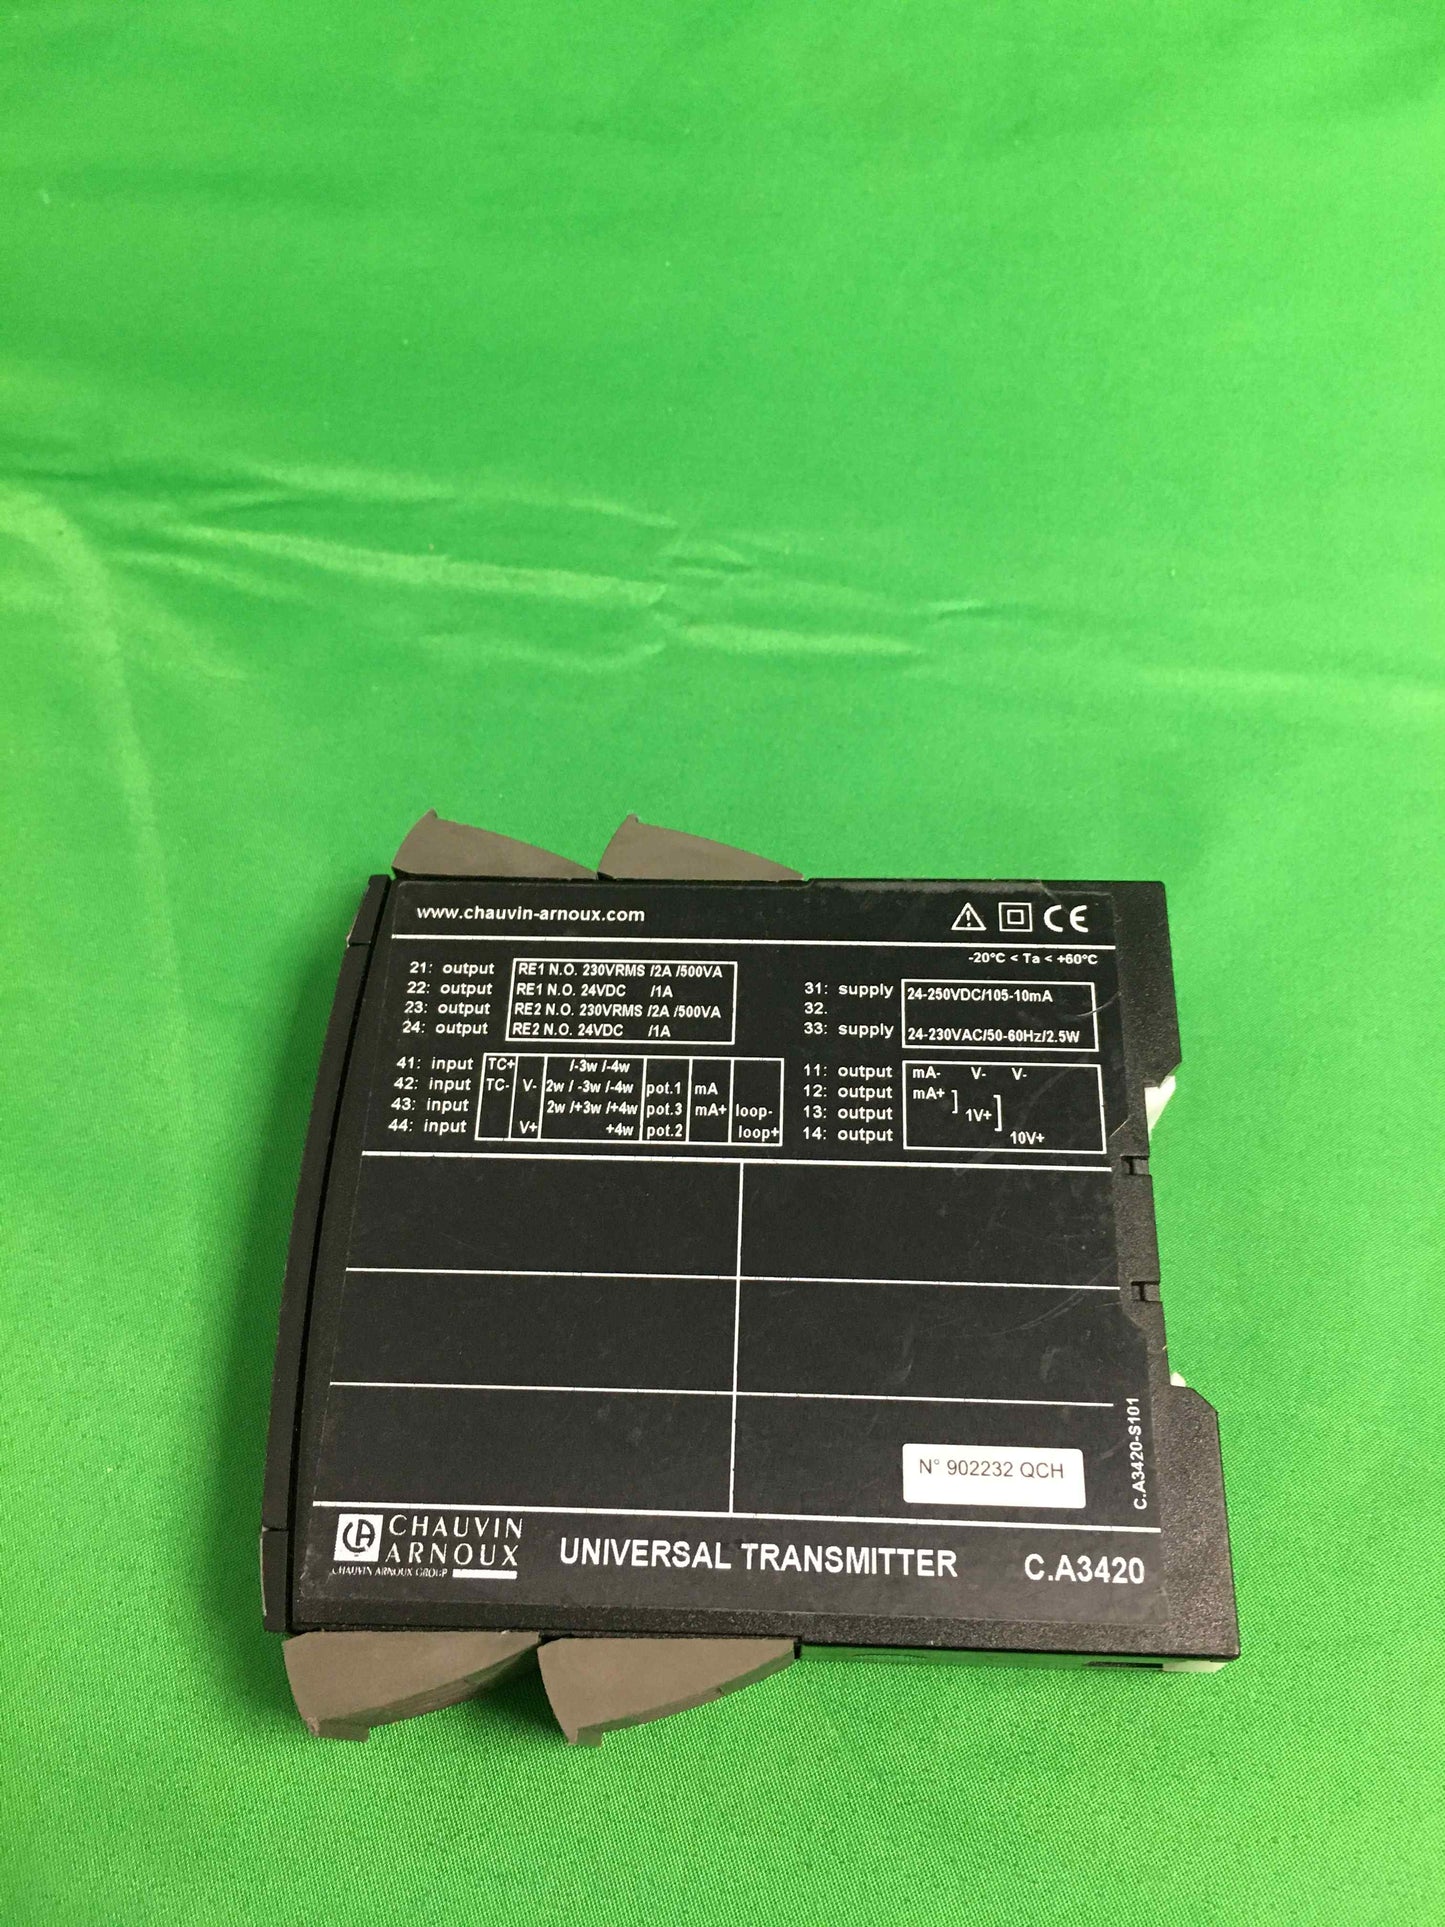 www.chauvin-arnoux.com CE
-20°C < Ta < +60°C
21: output RE1 N.O. 230VRMS /2A /500VA
22: output RE1 N.O. 24VDC /1A
23: output RE2 N.O. 230VRMS /2A /500VA
24: output RE2 N.O. 24VDC /1A
31: supply 24-250VDC/105-10mA
32.
33: supply 24-230VAC/50-60Hz/2.5W
41: input TC+ /-3w /-4w
42: input TC- V- 2w / -3w /-4w pot.1 mA
43: input 2w /+3w /+4w pot.3 mA+ loop-
44: input V+ +4w pot.2 loop+
11: output mA- V- V-
12: output mA+ ]
13: output 1V+ ]
14: output 10V+
N° 902232 QCH
C.A3420-S101
CHAUVIN
ARNOUX
CHAUVIN ARNOUX GROUP
UNIVERSAL TRANSMITTER C.A3420